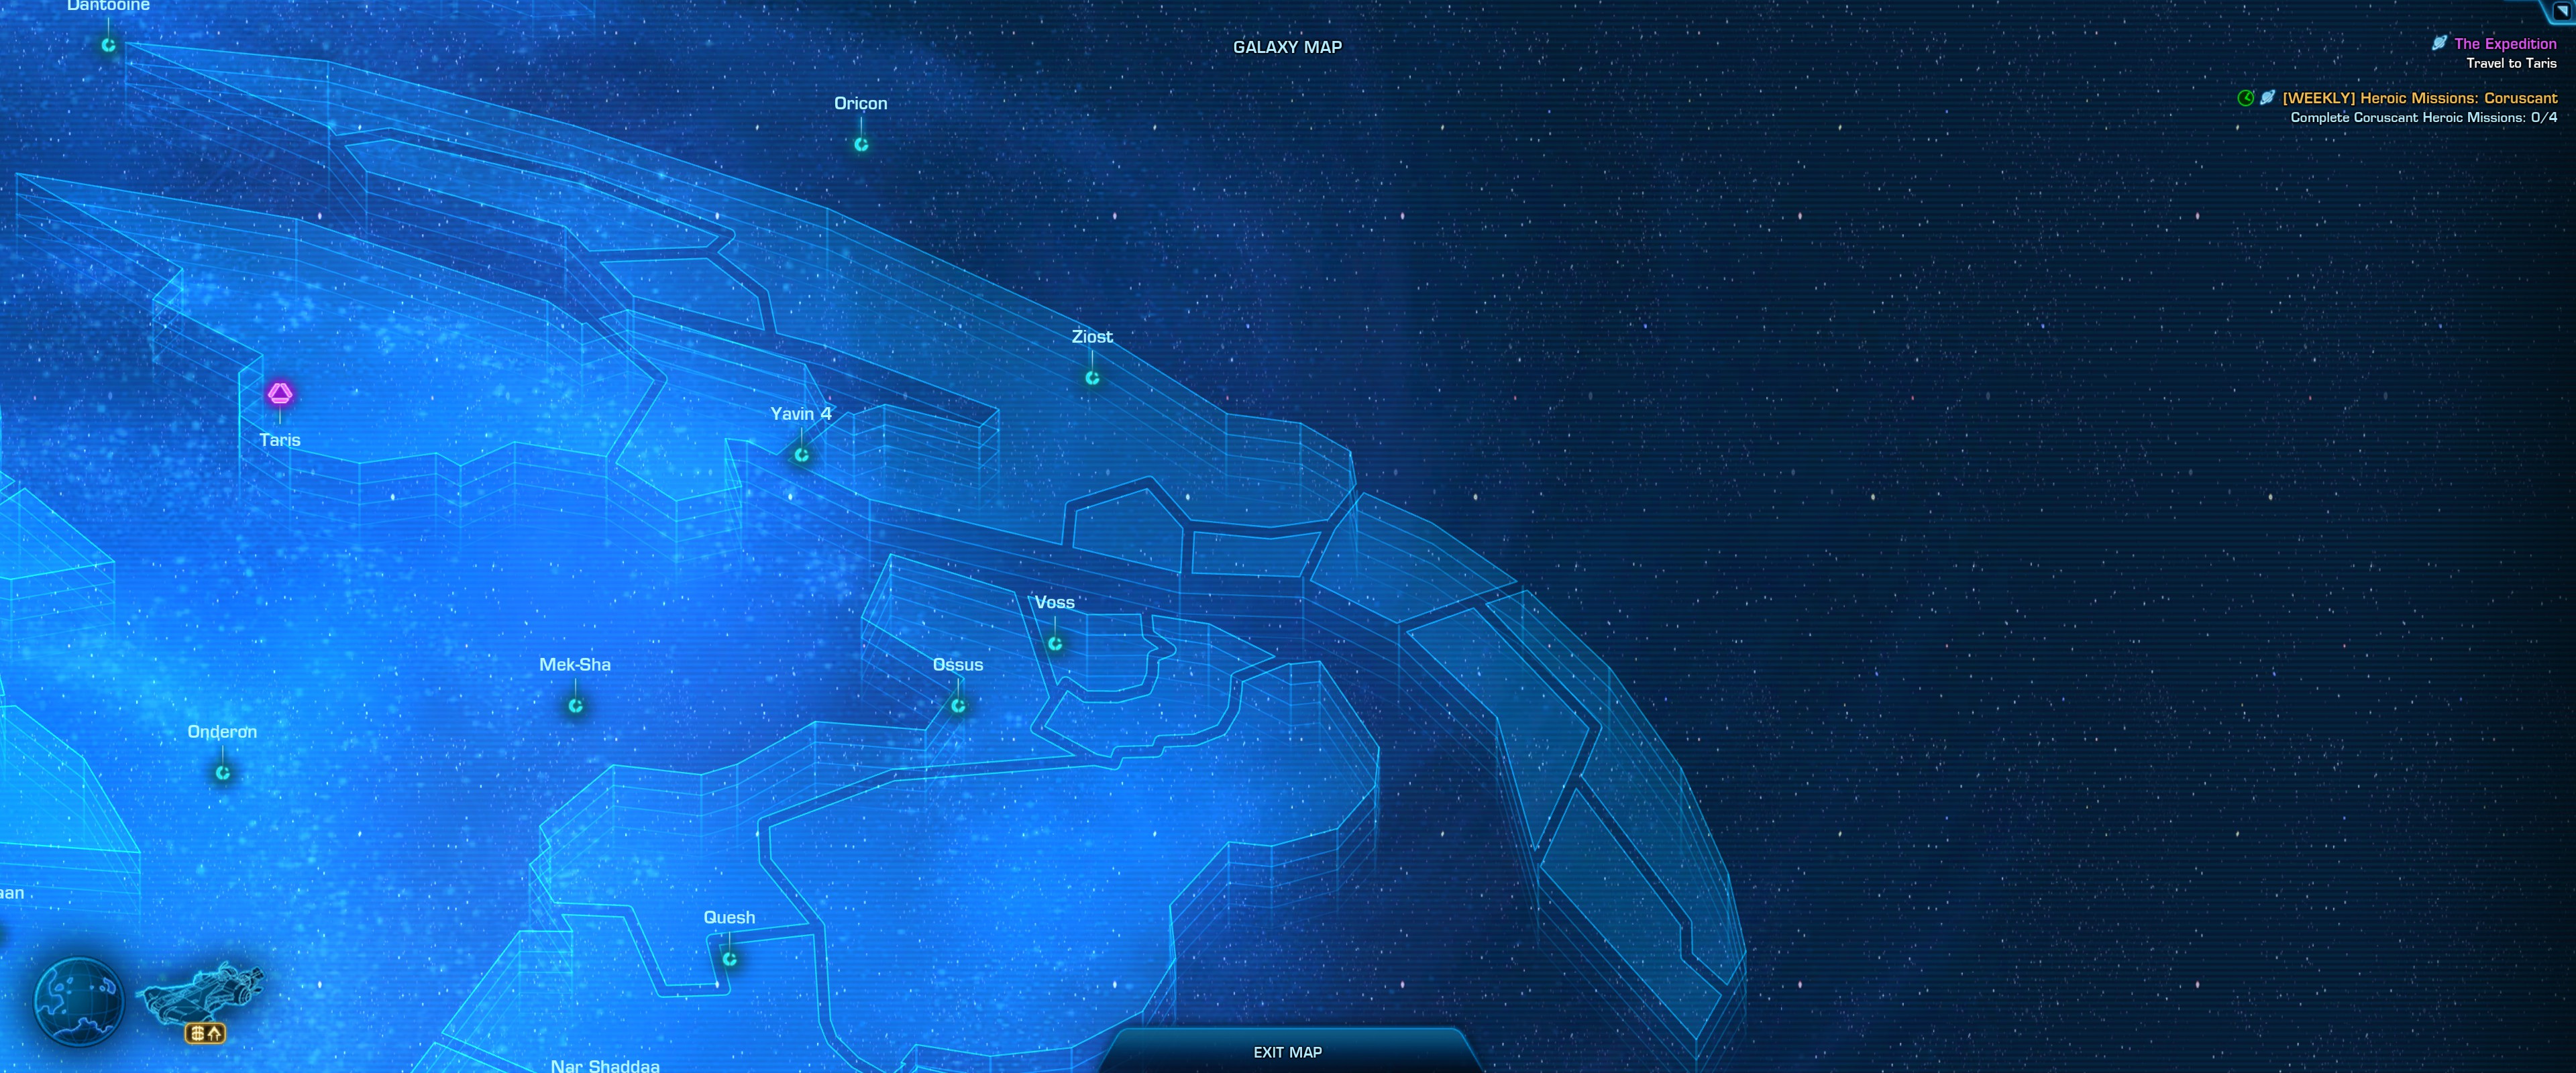 Dantooine
GALAXY MAP
The Expedition
Travel to Taris
[WEEKLY] Heroic Missions: Coruscant
Complete Coruscant Heroic Missions: 0/4
Oricon
Ziost
Yavin 4
Taris
Voss
Mek-Sha
Ossus
Onderon
aan
Quesh
EXIT MAP
Nar Shaddaa